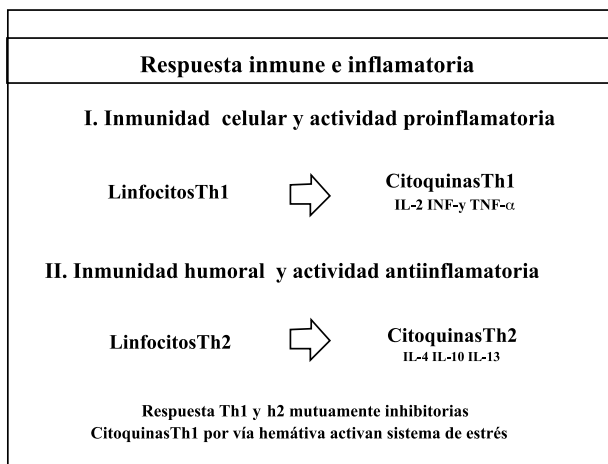 Respuesta inmune e inflamatoria
I. Inmunidad celular y actividad proinflamatoria
LinfocitosTh1
CitoquinasTh1
IL-2 INF-y TNF-α
II. Inmunidad humoral y actividad antiinflamatoria
LinfocitosTh2
CitoquinasTh2
IL-4 IL-10 IL-13
Respuesta Th1 y h2 mutuamente inhibitorias
CitoquinasTh1 por vía hemátiva activan sistema de estrés